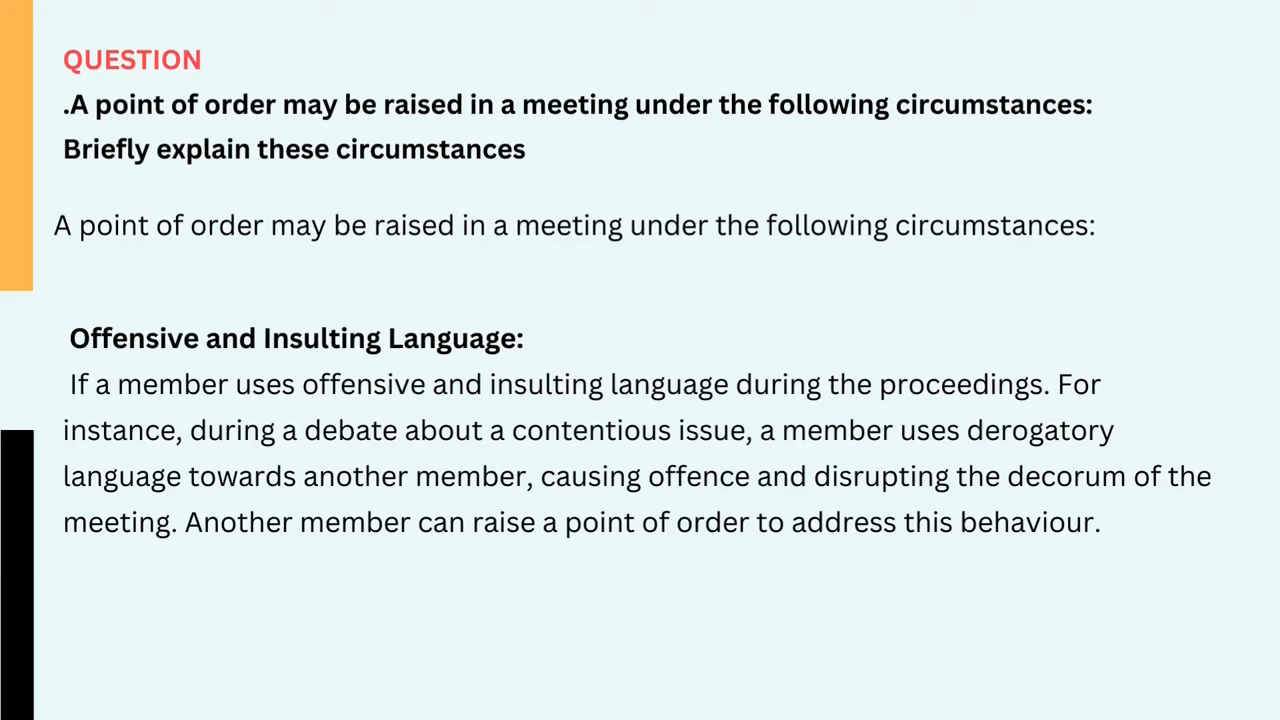 QUESTION
.A point of order may be raised in a meeting under the following circumstances:
Briefly explain these circumstances
A point of order may be raised in a meeting under the following circumstances:
Offensive and Insulting Language:
If a member uses offensive and insulting language during the proceedings. For
instance, during a debate about a contentious issue, a member uses derogatory
language towards another member, causing offence and disrupting the decorum of the
meeting. Another member can raise a point of order to address this behaviour.